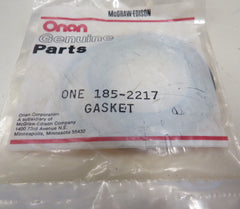 McGRAW-EDISON
Onan
Genuine
Parts
ONE 185-2217
GASKET
Onan Corporation
A subsidiary of
McGraw-Edison Company
1400 73rd Avenue N.E.
Minneapolis, Minnesota 55432